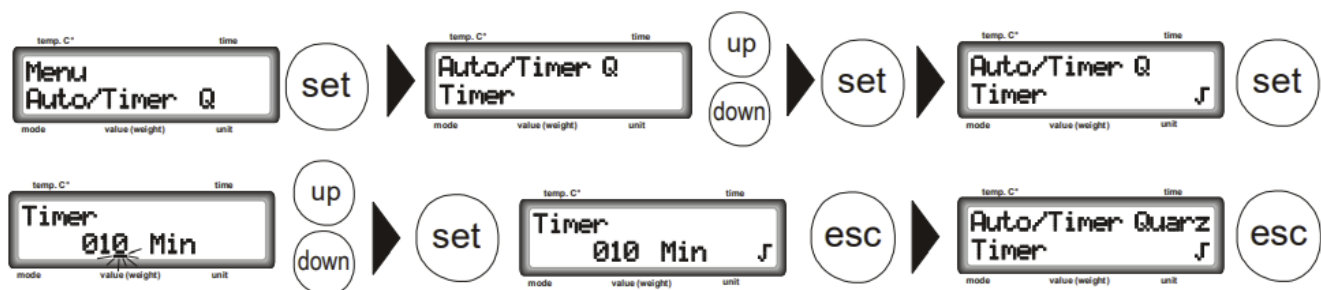 temp. C° time
Menu
Auto/Timer Q
mode value (weight) unit
set
temp. C° time
Auto/Timer Q
Timer
mode value (weight) unit
up
down
set
temp. C° time
Auto/Timer Q
Timer √
mode value (weight) unit
set
temp. C° time
Timer
010 Min
mode value (weight) unit
up
down
set
temp. C° time
Timer
010 Min √
mode value (weight) unit
esc
temp. C° time
Auto/Timer Quarz
Timer √
mode value (weight) unit
esc